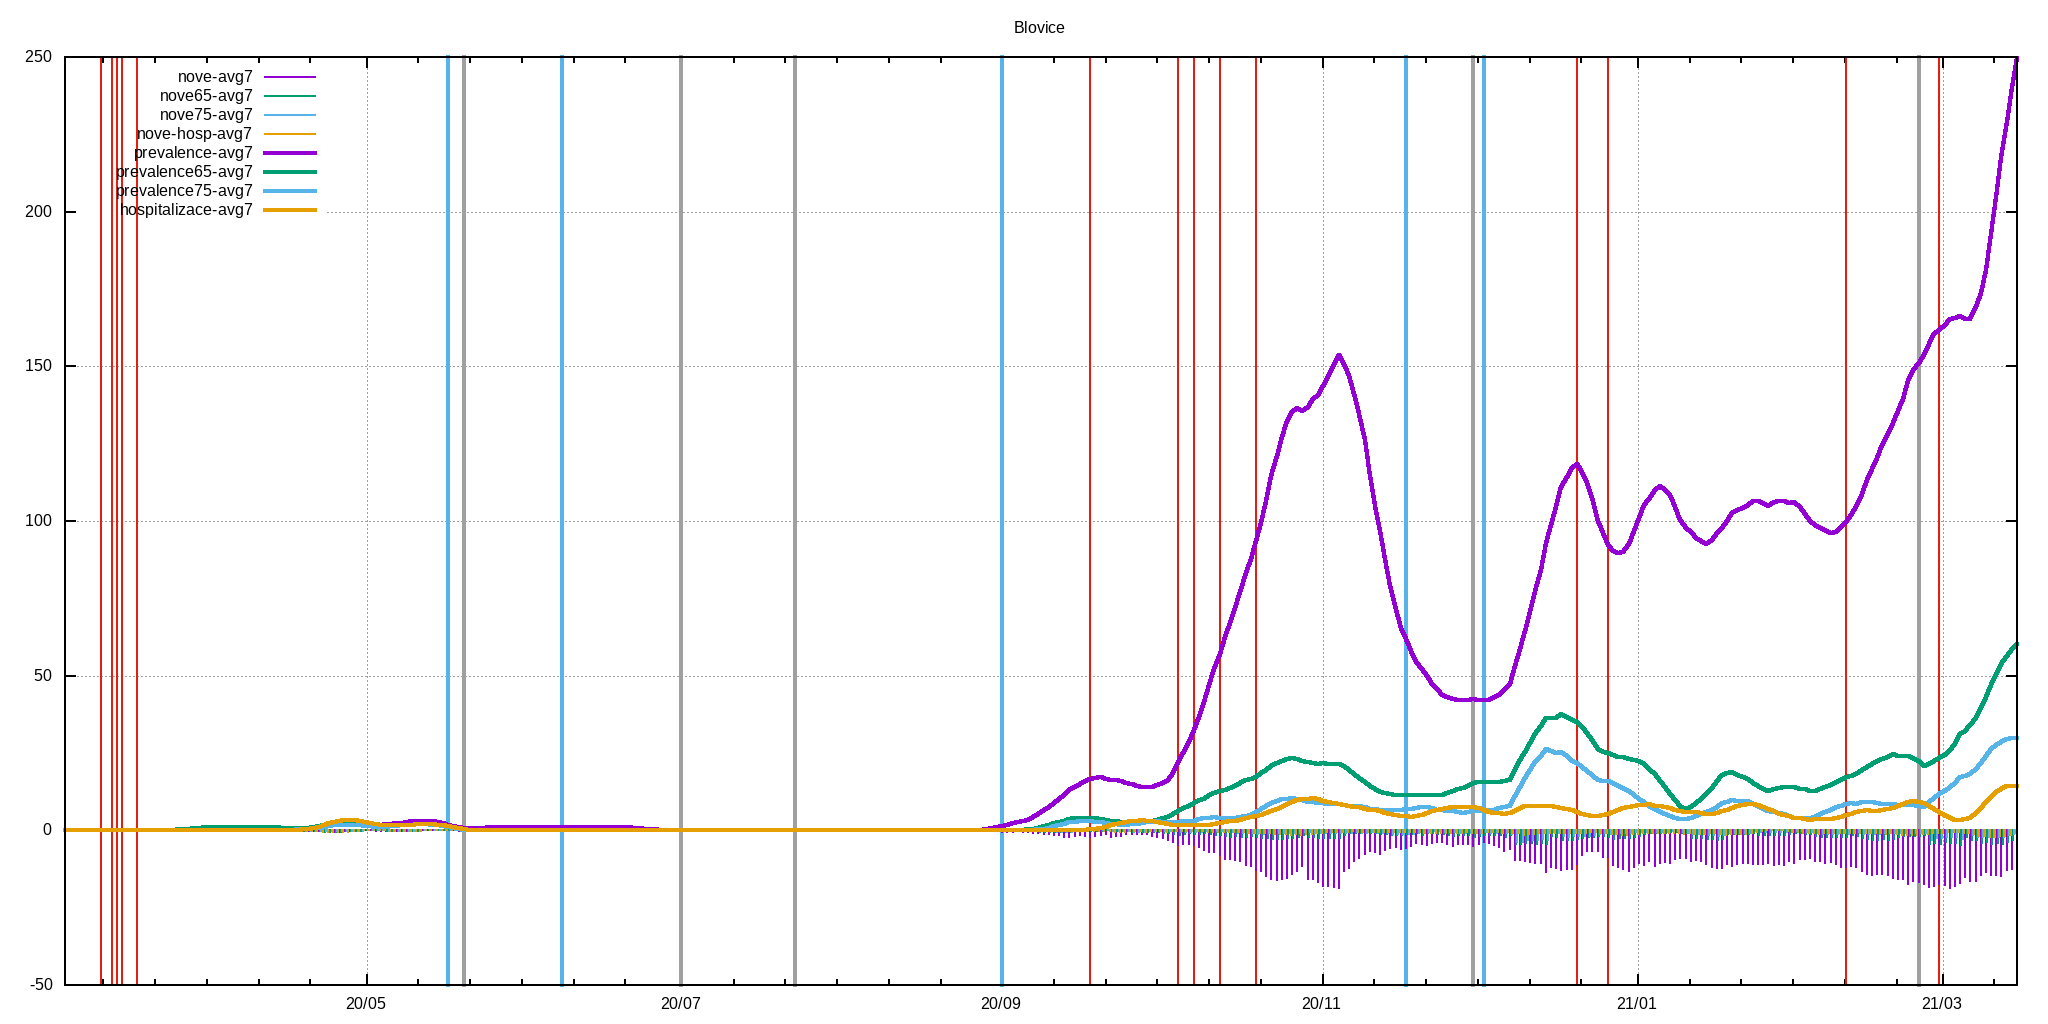 Blovice
250
200
150
100
50
0
-50
nove-avg7
nove65-avg7
nove75-avg7
nove-hosp-avg7
prevalence-avg7
prevalence65-avg7
prevalence75-avg7
hospitalizace-avg7
20/05
20/07
20/09
20/11
21/01
21/03